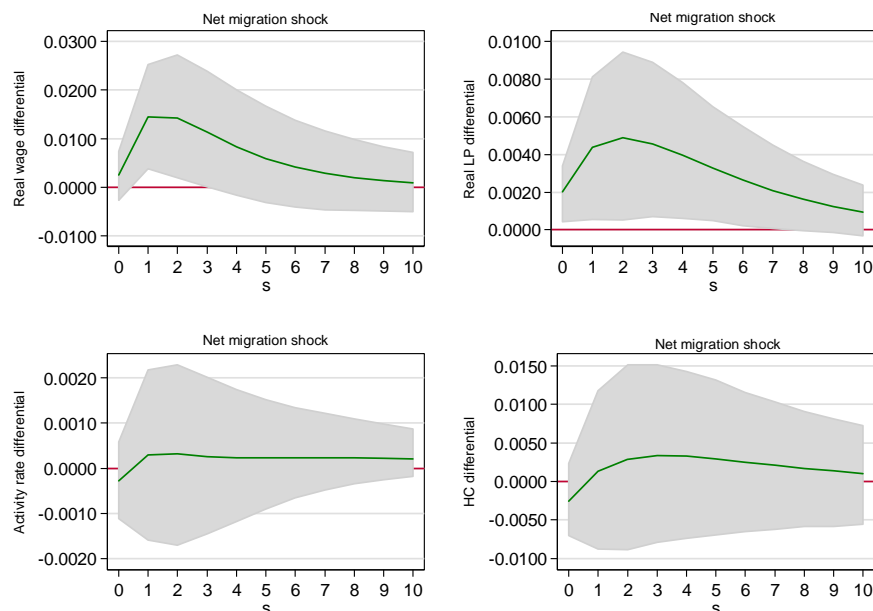 Net migration shock
Real wage differential
0.0300
0.0200
0.0100
0.0000
-0.0100
0 1 2 3 4 5 6 7 8 9 10
s
Net migration shock
Real LP differential
0.0100
0.0080
0.0060
0.0040
0.0020
0.0000
0 1 2 3 4 5 6 7 8 9 10
s
Net migration shock
Activity rate differential
0.0020
0.0010
0.0000
-0.0010
-0.0020
0 1 2 3 4 5 6 7 8 9 10
s
Net migration shock
HC differential
0.0150
0.0100
0.0050
0.0000
-0.0050
-0.0100
0 1 2 3 4 5 6 7 8 9 10
s